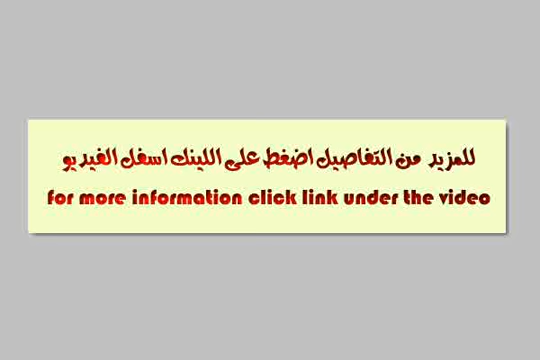 للمزيد من التفاصيل اضغط على اللينك اسفل الفيديو
for more information click link under the video